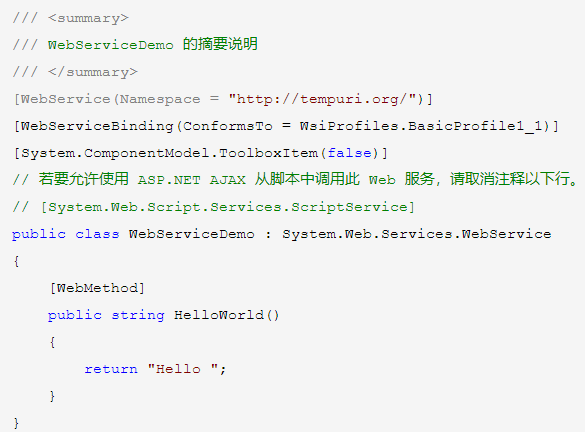 /// <summary>
/// WebServiceDemo 的摘要说明
/// </summary>
[WebService(Namespace = "http://tempuri.org/")]
[WebServiceBinding(ConformsTo = WsiProfiles.BasicProfile1_1)]
[System.ComponentModel.ToolboxItem(false)]
// 若要允许使用 ASP.NET AJAX 从脚本中调用此 Web 服务，请取消注释以下行。
// [System.Web.Script.Services.ScriptService]
public class WebServiceDemo : System.Web.Services.WebService
{
    [WebMethod]
    public string HelloWorld()
    {
        return "Hello ";
    }
}